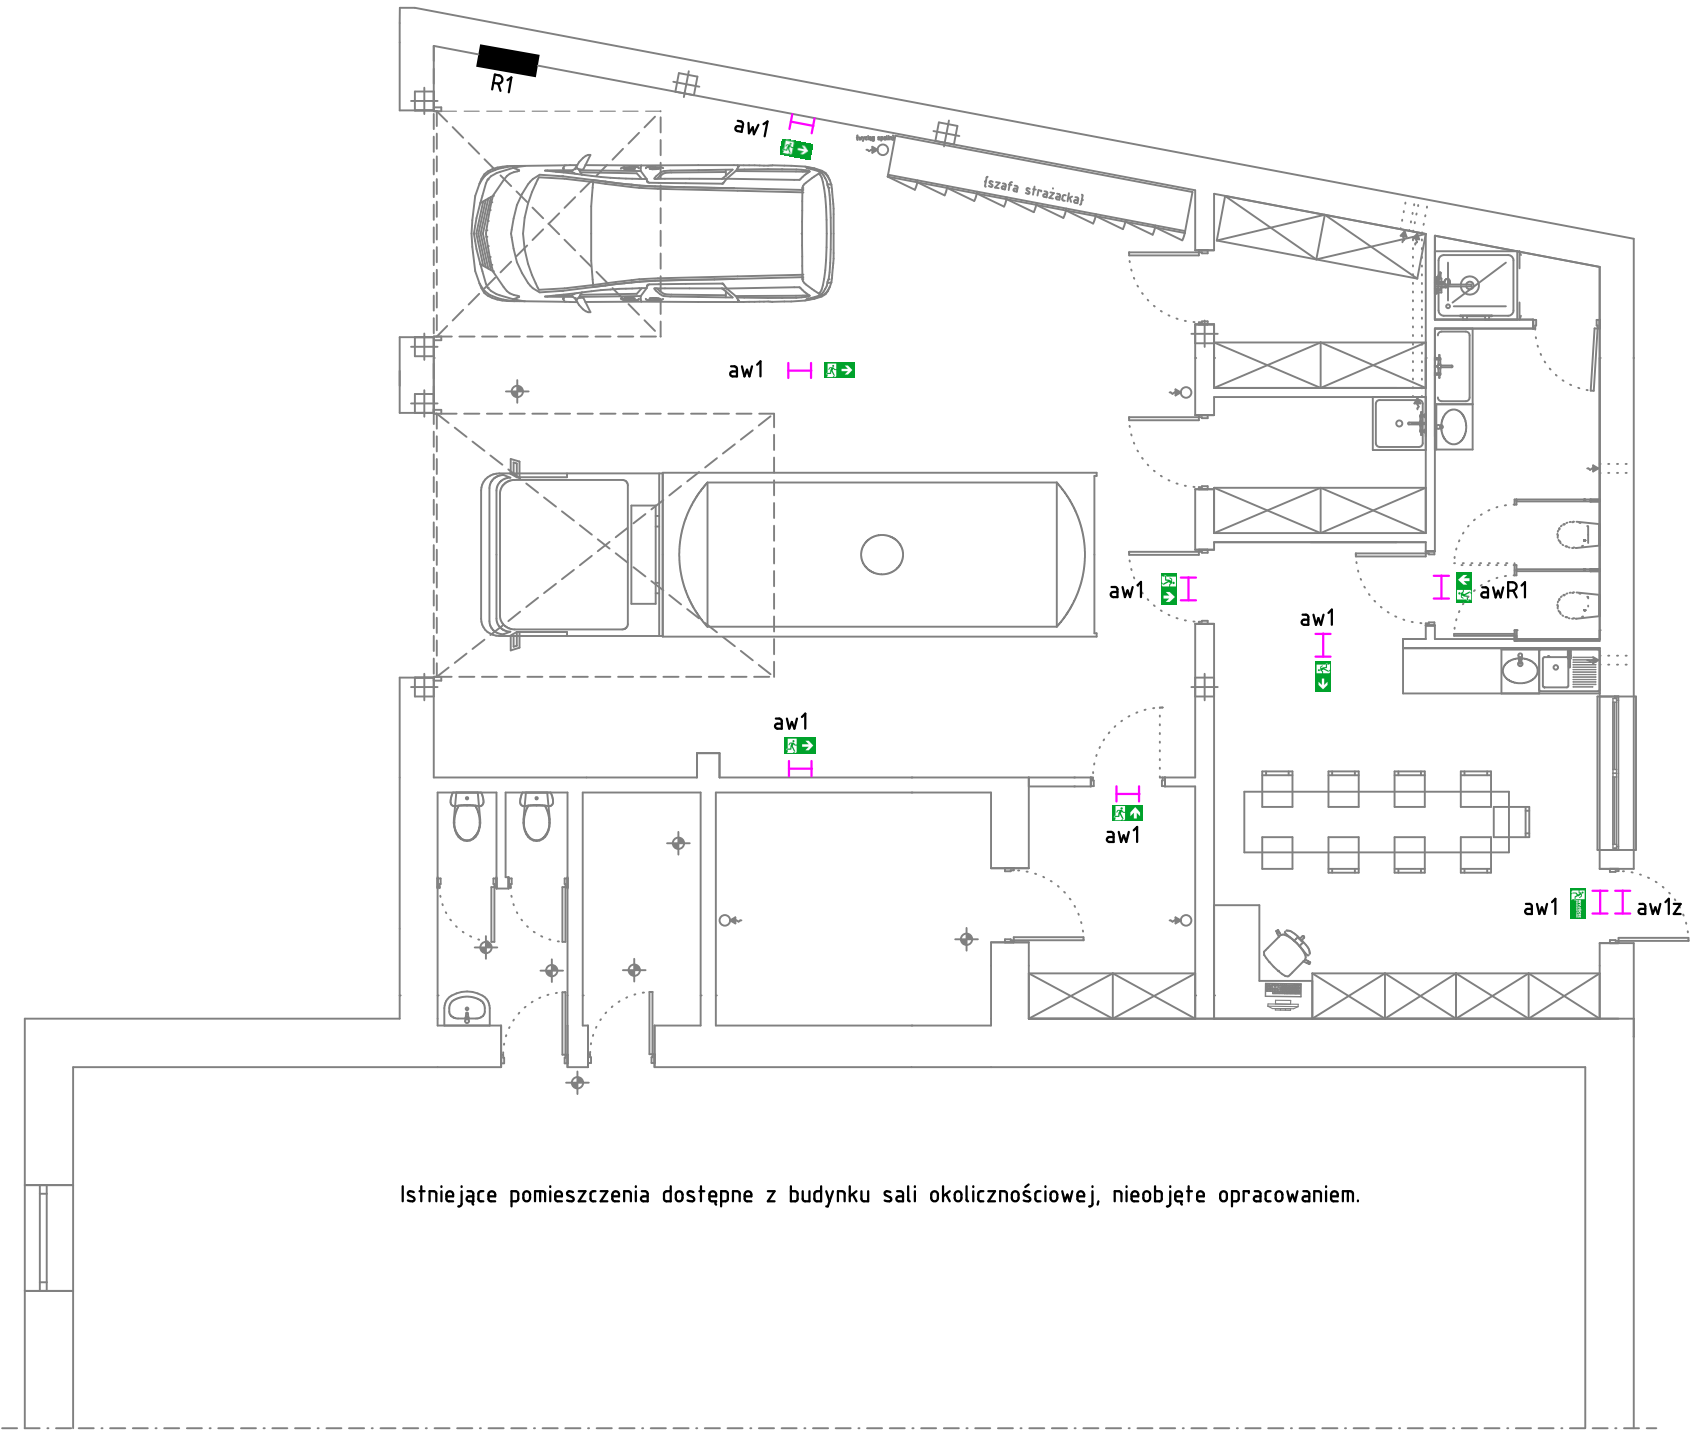 R1
aw1
{szafa strażacka}
aw1
aw1
awR1
aw1
aw1
aw1
aw1
aw1z
Istniejące pomieszczenia dostępne z budynku sali okolicznościowej, nieobjęte opracowaniem.